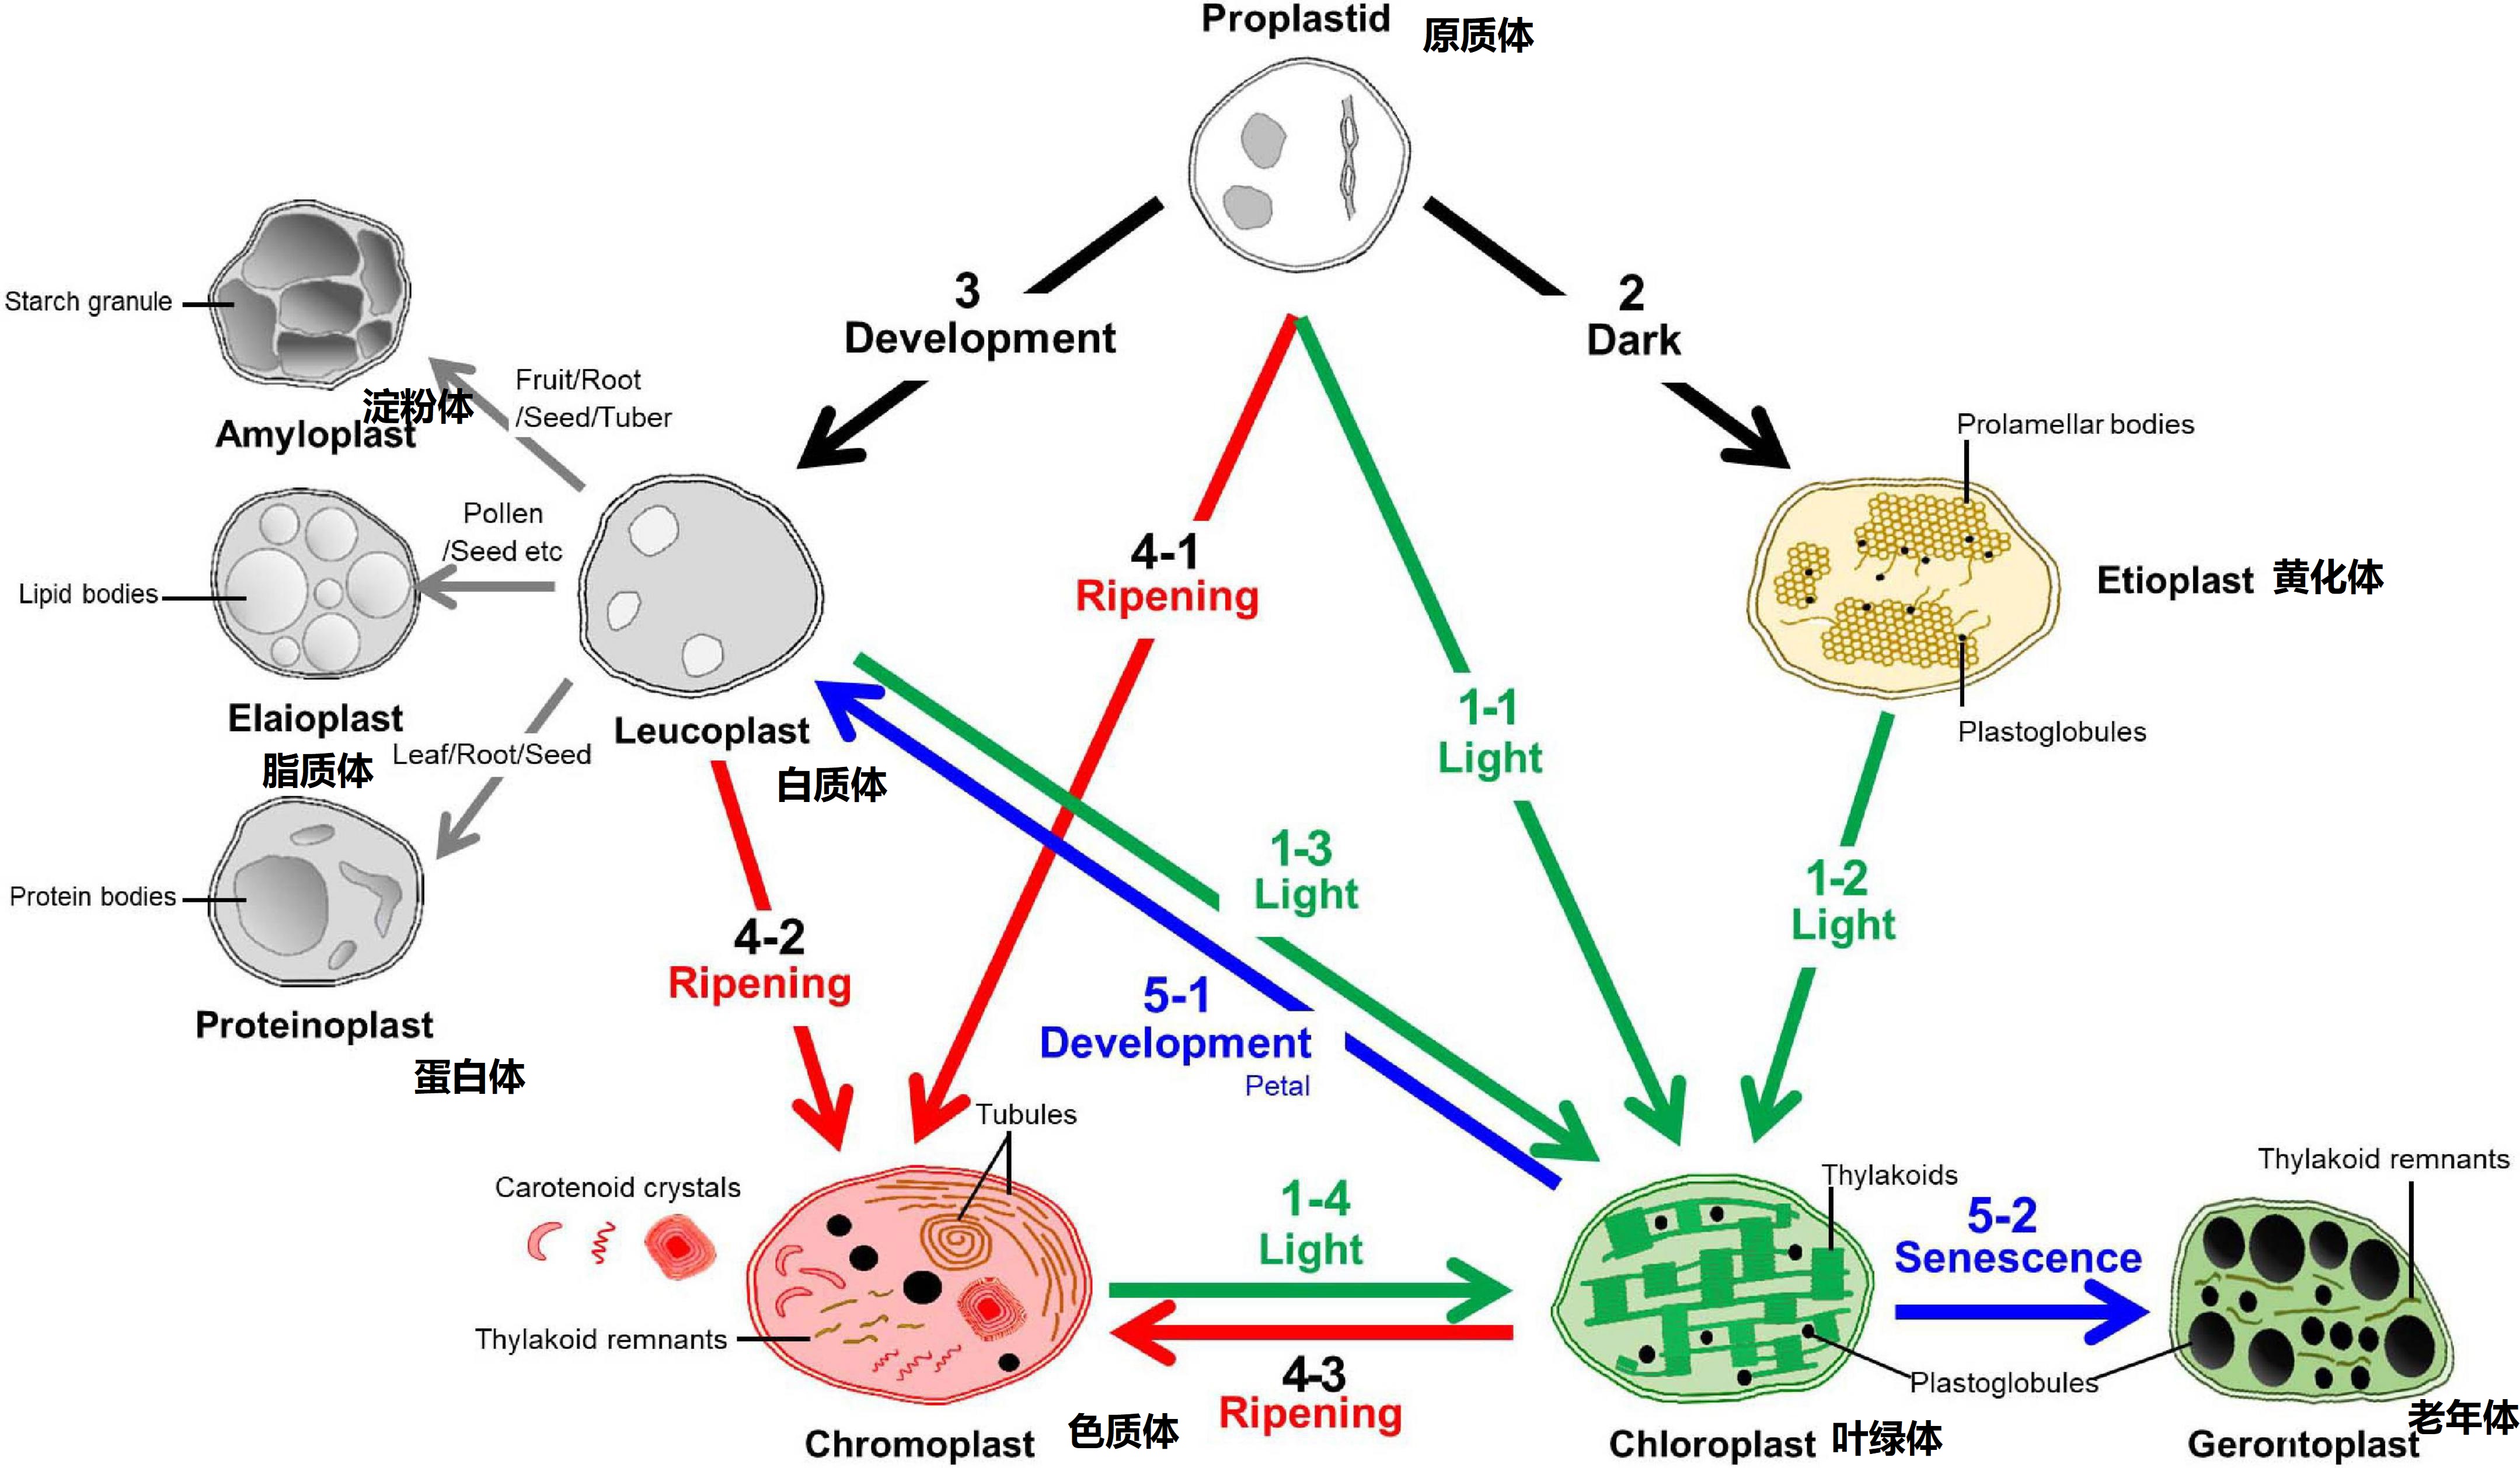 Proplastid
原质体
3
Development
2
Dark
Starch granule
Fruit/Root
/Seed/Tuber
淀粉体
Amyloplast
Prolamellar bodies
Pollen
/Seed etc
4-1
Ripening
Lipid bodies
Etioplast
黄化体
Elaioplast
脂质体
Leaf/Root/Seed
Leucoplast
白质体
1-1
Light
Plastoglobules
Protein bodies
1-3
Light
1-2
Light
4-2
Ripening
Proteinoplast
蛋白体
5-1
Development
Petal
Tubules
Carotenoid crystals
1-4
Light
Thylakoids
Thylakoid remnants
5-2
Senescence
Thylakoid remnants
4-3
Ripening
Plastoglobules
Chromoplast
色质体
Chloroplast
叶绿体
老年体
Gerontoplast